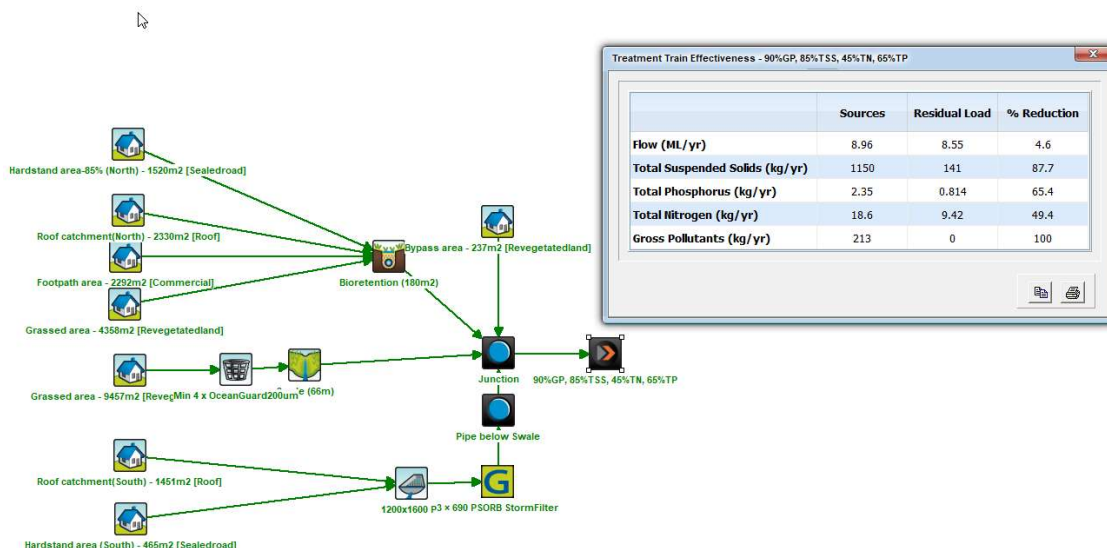 Treatment Train Effectiveness - 90%GP, 85%TSS, 45%TN, 65%TP
Sources Residual Load % Reduction
Flow (ML/yr) 8.96 8.55 4.6
Total Suspended Solids (kg/yr) 1150 141 87.7
Total Phosphorus (kg/yr) 2.35 0.814 65.4
Total Nitrogen (kg/yr) 18.6 9.42 49.4
Gross Pollutants (kg/yr) 213 0 100
Hardstand area-85% (North) - 1520m2 [Sealedroad]
Roof catchment(North) - 2330m2 [Roof]
Bypass area - 237m2 [Revegetatedland]
Footpath area - 2292m2 [Commercial]
Bioretention (180m2)
Grassed area - 4358m2 [Revegetatedland]
Junction
90%GP, 85%TSS, 45%TN, 65%TP
Grassed area - 9457m2
Min 4 x OceanGuard200um
(66m)
Pipe below Swale
Roof catchment(South) - 1451m2 [Roof]
1200x1600
3 × 690 PSORB StormFilter
Hardstand area (South) - 465m2 [Sealedroad]
G